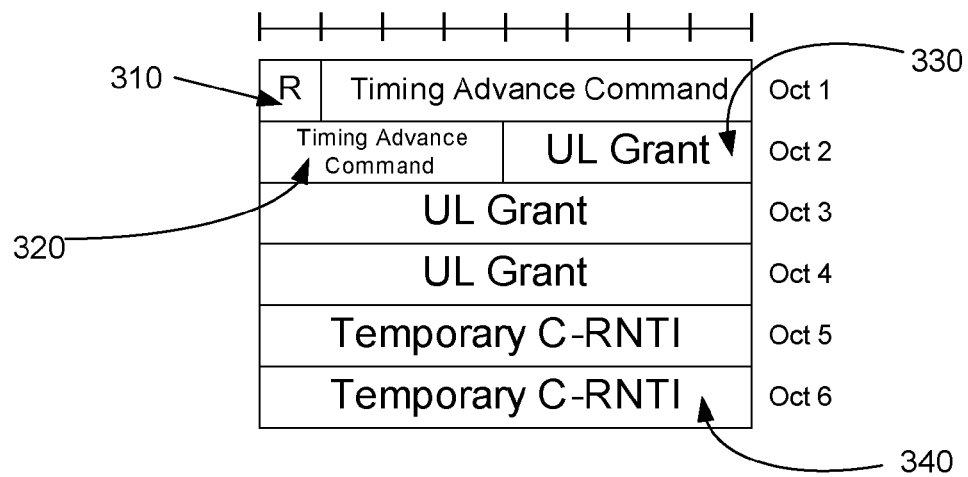 310
330
R Timing Advance Command Oct 1
Timing Advance
Command
UL Grant Oct 2
320
UL Grant Oct 3
UL Grant Oct 4
Temporary C-RNTI Oct 5
Temporary C-RNTI Oct 6
340